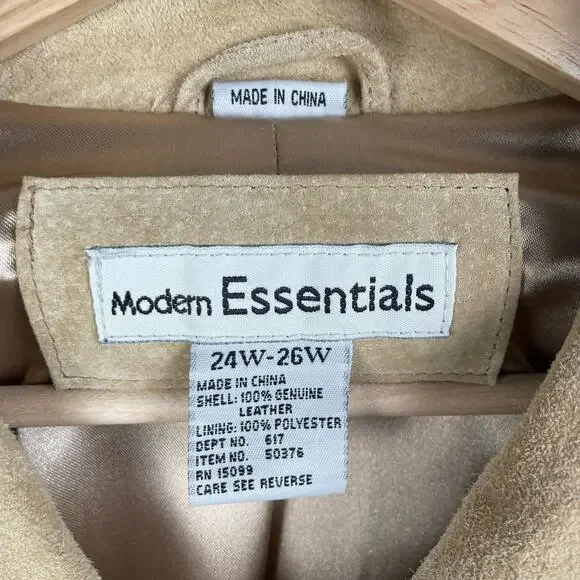 MADE IN CHINA
Modern Essentials
24W-26W
MADE IN CHINA
SHELL: 100% GENUINE
LEATHER
LINING: 100% POLYESTER
DEPT NO. 617
ITEM NO. 50376
RN 15099
CARE SEE REVERSE